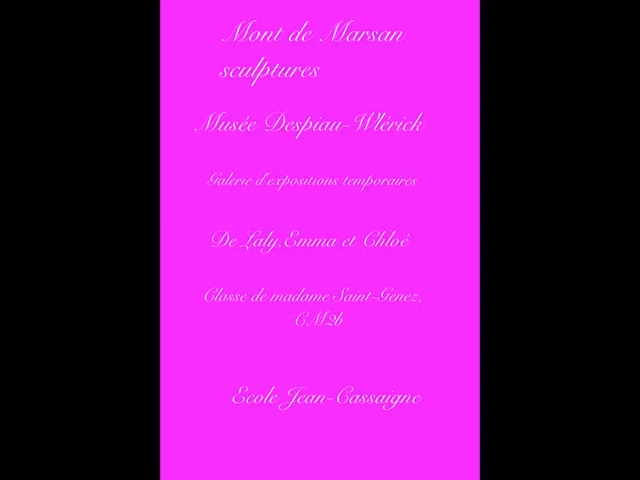 Mont de Marsan
sculptures
Musée Despiau-Wlérick
Galerie d'expositions temporaires
De Laly,Emma et Chloé
Classe de madame Saint-Genez,
CM2b
Ecole Jean-Cassaigne